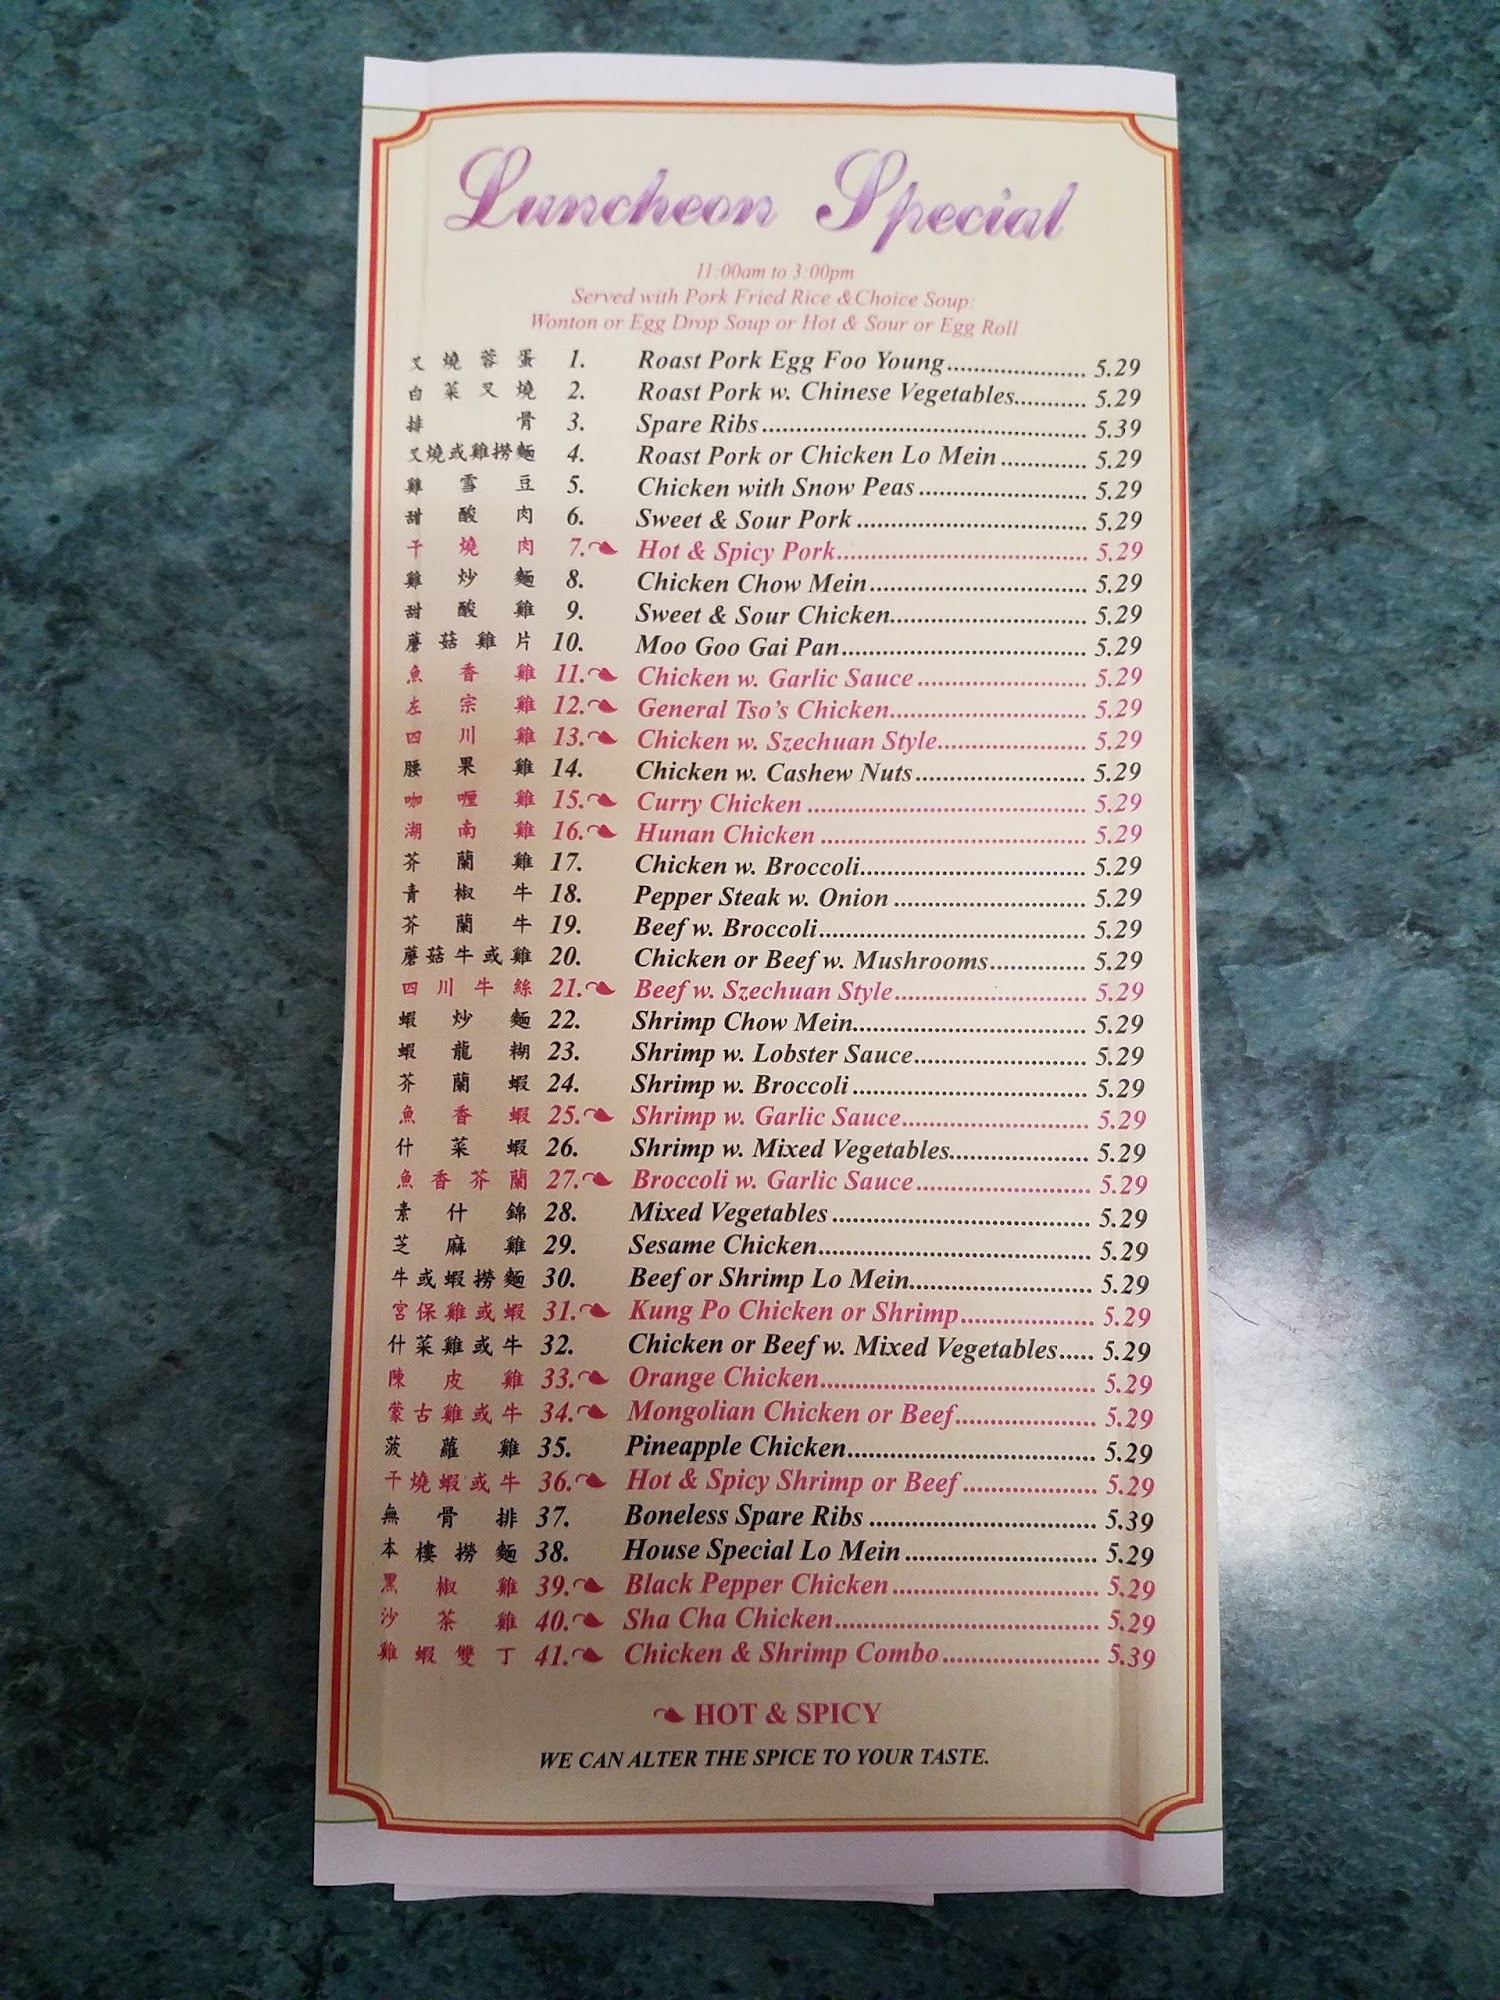 Luncheon Special
11:00am to 3:00pm
Served with Pork Fried Rice &Choice Soup:
Wonton or Egg Drop Soup or Hot & Sour or Egg Roll
叉燒蓉蛋 1. Roast Pork Egg Foo Young..................... 5.29
白菜叉燒 2. Roast Pork w. Chinese Vegetables........... 5.29
排骨 3. Spare Ribs................................................ 5.39
叉燒或雞撈麵 4. Roast Pork or Chicken Lo Mein............. 5.29
雞雪豆 5. Chicken with Snow Peas......................... 5.29
甜酸肉 6. Sweet & Sour Pork.................................. 5.29
干燒肉 7. Hot & Spicy Pork..................................... 5.29
雞炒麵 8. Chicken Chow Mein................................ 5.29
甜酸雞 9. Sweet & Sour Chicken............................. 5.29
蘑菇雞片 10. Moo Goo Gai Pan.................................... 5.29
魚香雞 11. Chicken w. Garlic Sauce......................... 5.29
左宗雞 12. General Tso's Chicken............................. 5.29
四川雞 13. Chicken w. Szechuan Style...................... 5.29
腰果雞 14. Chicken w. Cashew Nuts......................... 5.29
咖喱雞 15. Curry Chicken......................................... 5.29
湖南雞 16. Hunan Chicken....................................... 5.29
芥蘭雞 17. Chicken w. Broccoli................................. 5.29
青椒牛 18. Pepper Steak w. Onion............................ 5.29
芥蘭牛 19. Beef w. Broccoli....................................... 5.29
蘑菇牛或雞 20. Chicken or Beef w. Mushrooms.............. 5.29
四川牛絲 21. Beef w. Szechuan Style............................ 5.29
蝦炒麵 22. Shrimp Chow Mein.................................. 5.29
蝦龍糊 23. Shrimp w. Lobster Sauce......................... 5.29
芥蘭蝦 24. Shrimp w. Broccoli.................................. 5.29
魚香蝦 25. Shrimp w. Garlic Sauce........................... 5.29
什菜蝦 26. Shrimp w. Mixed Vegetables..................... 5.29
魚香芥蘭 27. Broccoli w. Garlic Sauce......................... 5.29
素什錦 28. Mixed Vegetables..................................... 5.29
芝麻雞 29. Sesame Chicken........................................ 5.29
牛或蝦撈麵 30. Beef or Shrimp Lo Mein.......................... 5.29
宮保雞或蝦 31. Kung Po Chicken or Shrimp.................... 5.29
什菜雞或牛 32. Chicken or Beef w. Mixed Vegetables..... 5.29
陳皮雞 33. Orange Chicken........................................ 5.29
蒙古雞或牛 34. Mongolian Chicken or Beef..................... 5.29
菠蘿雞 35. Pineapple Chicken.................................... 5.29
干燒蝦或牛 36. Hot & Spicy Shrimp or Beef.................... 5.29
無骨排 37. Boneless Spare Ribs................................. 5.39
本樓撈麵 38. House Special Lo Mein............................ 5.29
黑椒雞 39. Black Pepper Chicken.............................. 5.29
沙茶雞 40. Sha Cha Chicken...................................... 5.29
雞蝦雙丁 41. Chicken & Shrimp Combo....................... 5.39
HOT & SPICY
WE CAN ALTER THE SPICE TO YOUR TASTE.